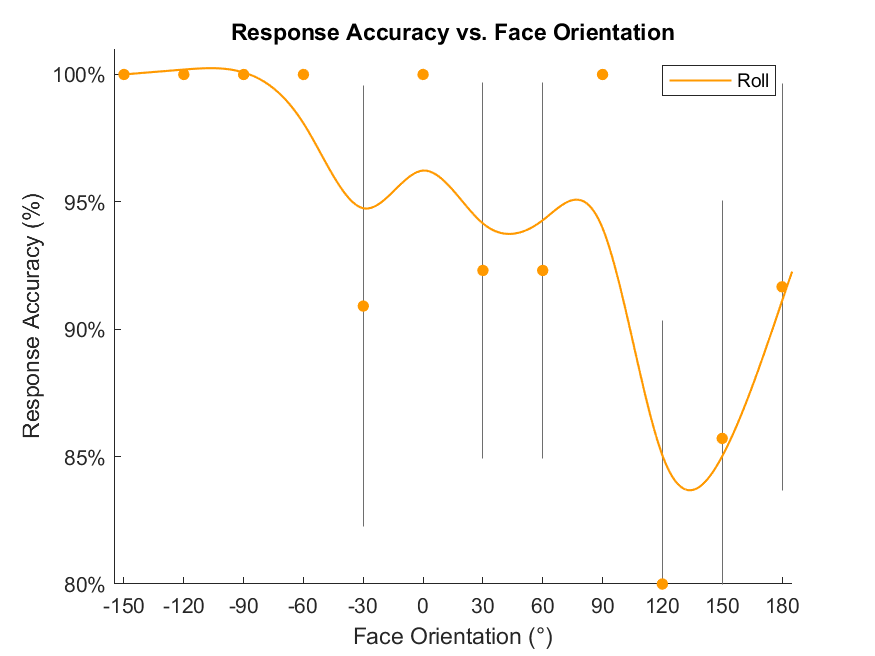 Response Accuracy vs. Face Orientation
Roll
Response Accuracy (%)
100%
95%
90%
85%
80%
-150 -120 -90 -60 -30 0 30 60 90 120 150 180
Face Orientation (°)